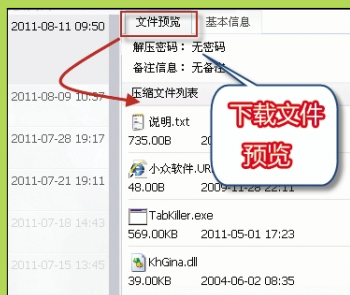 2011-08-11 09:50
文件预览 基本信息
解压密码：无密码
备注信息：无备注
2011-08-09 10:37
压缩文件列表
下载文件
预览
说明.txt
735.00B
2011-07-28 19:17
小众软件.UR
48.00B 2009-11-26 22:11
2011-07-21 19:11
TabKiller.exe
569.00KB 2011-05-01 17:23
2011-07-18 14:43
KhGina.dll
2011-07-15 13:45
39.00KB 2004-06-02 08:35